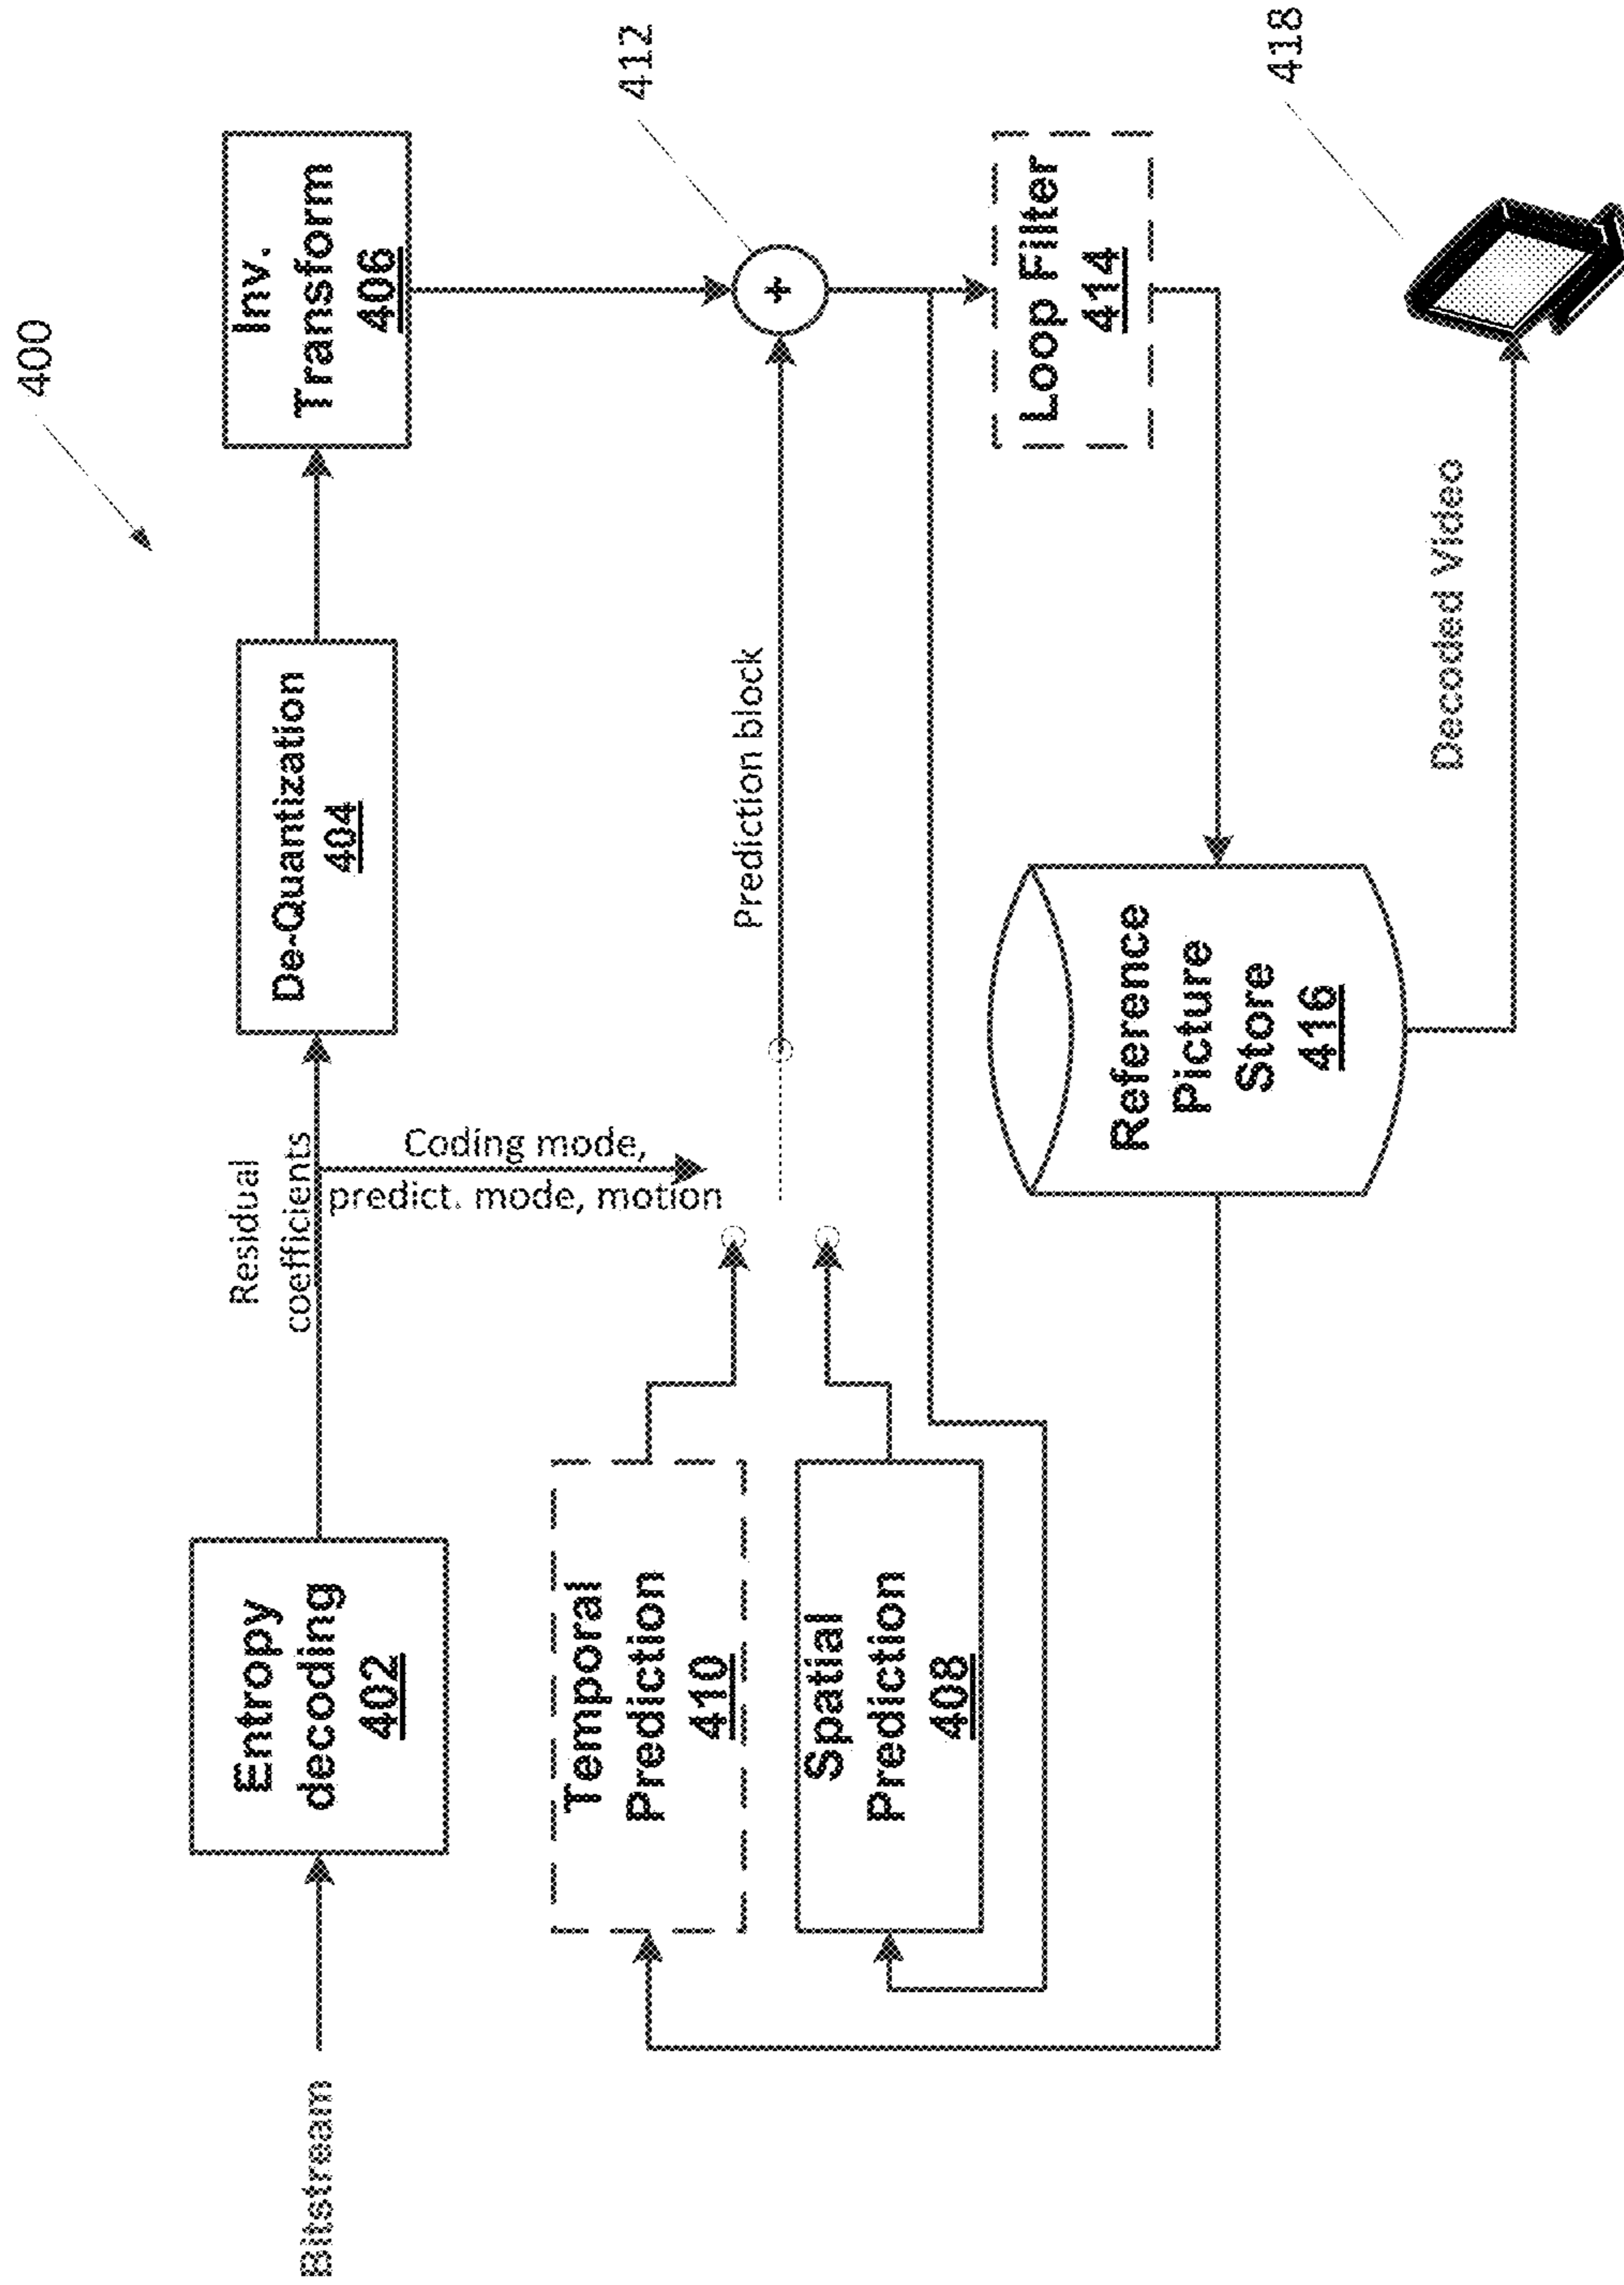 400
Bitstream
Entropy
decoding
402
Residual
coefficients
De-Quantization
404
Inv.
Transform
406
Coding mode,
predict. mode, motion
Temporal
Prediction
410
Spatial
Prediction
408
Prediction block
+
412
Loop Filter
414
Reference
Picture
Store
416
Decoded Video
418